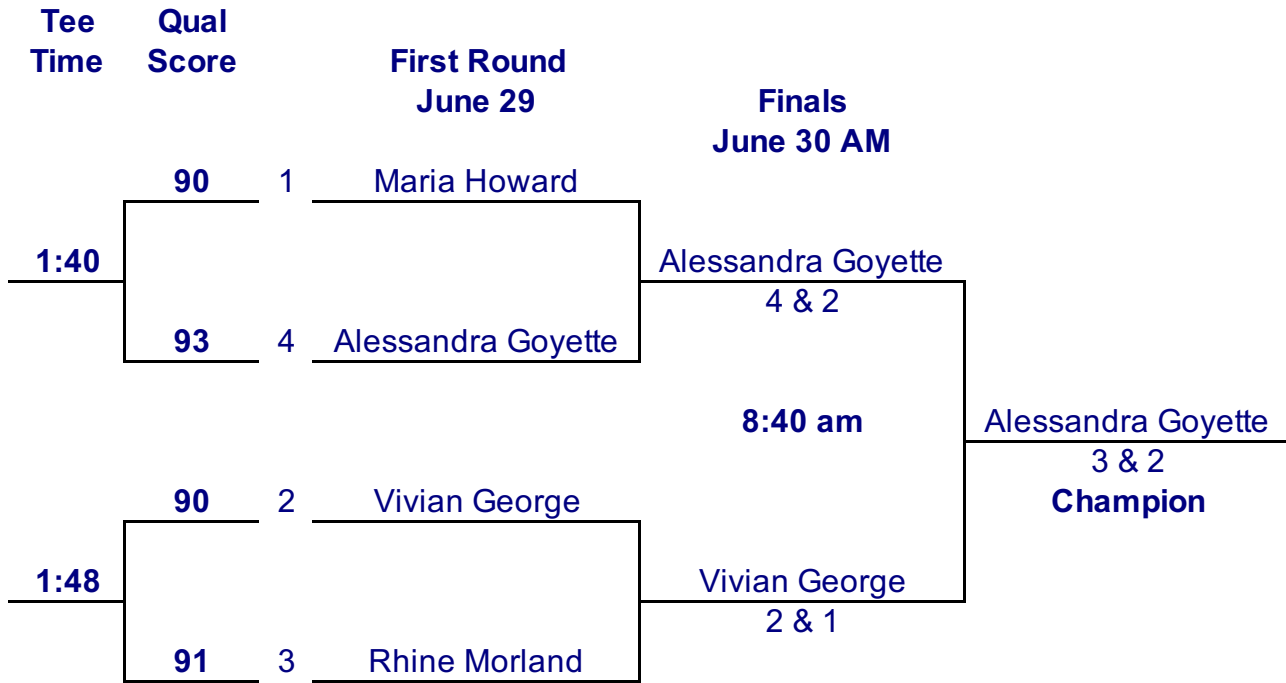 Tee Qual
Time Score First Round
June 29 Finals
June 30 AM
90 1 Maria Howard
1:40 Alessandra Goyette
4 & 2
93 4 Alessandra Goyette
8:40 am Alessandra Goyette
3 & 2
90 2 Vivian George Champion
1:48 Vivian George
2 & 1
91 3 Rhine Morland